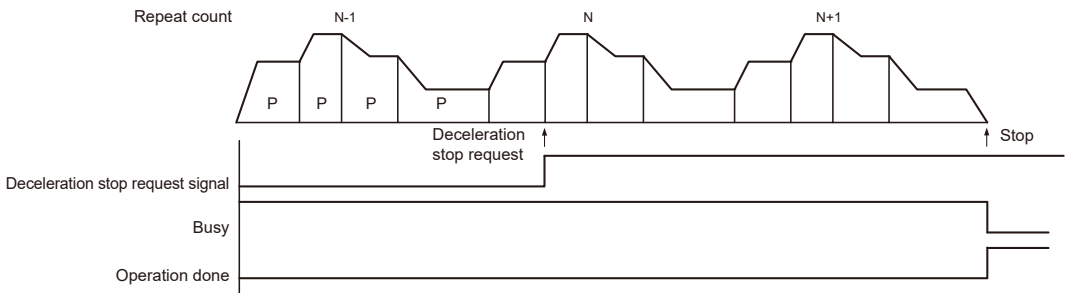 Repeat count N-1 N N+1
P P P P
Deceleration
stop request
Stop
Deceleration stop request signal
Busy
Operation done